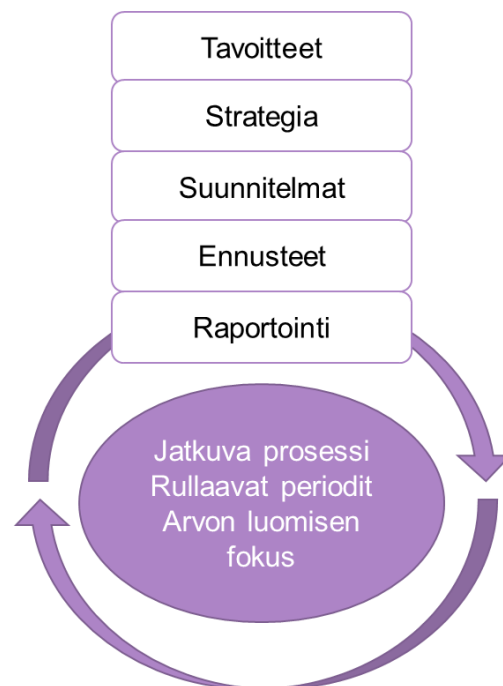 Tavoitteet
Strategia
Suunnitelmat
Ennusteet
Raportointi
Jatkuva prosessi
Rullaavat periodit
Arvon luomisen
fokus